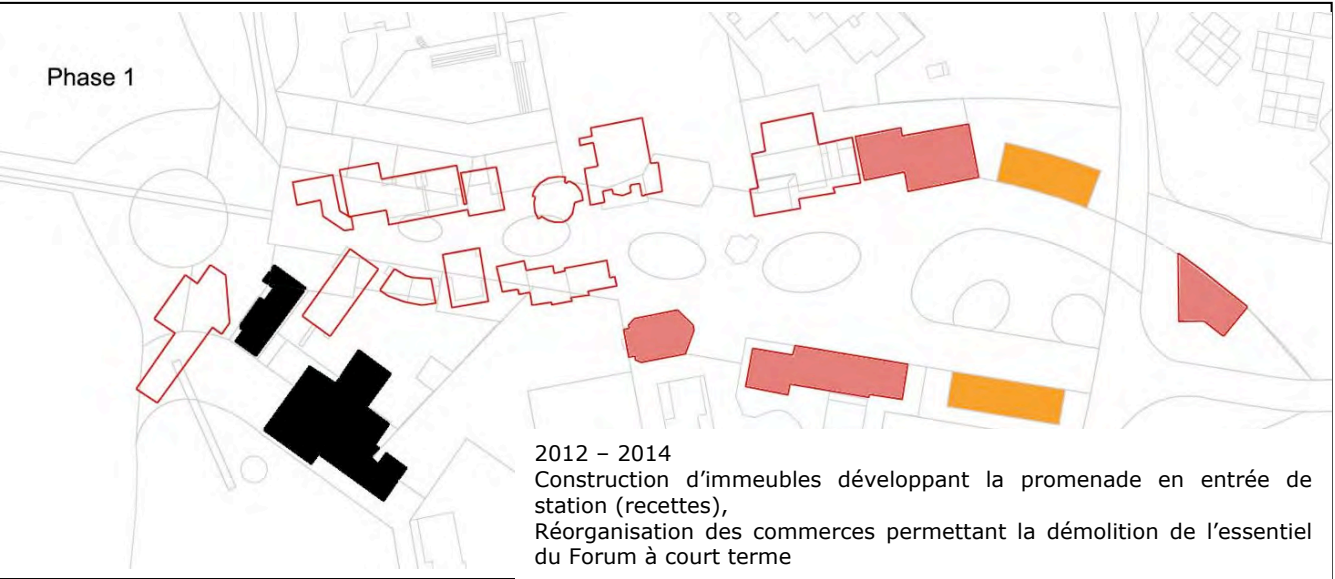 Phase 1
2012 – 2014
Construction d’immeubles développant la promenade en entrée de
station (recettes),
Réorganisation des commerces permettant la démolition de l’essentiel
du Forum à court terme